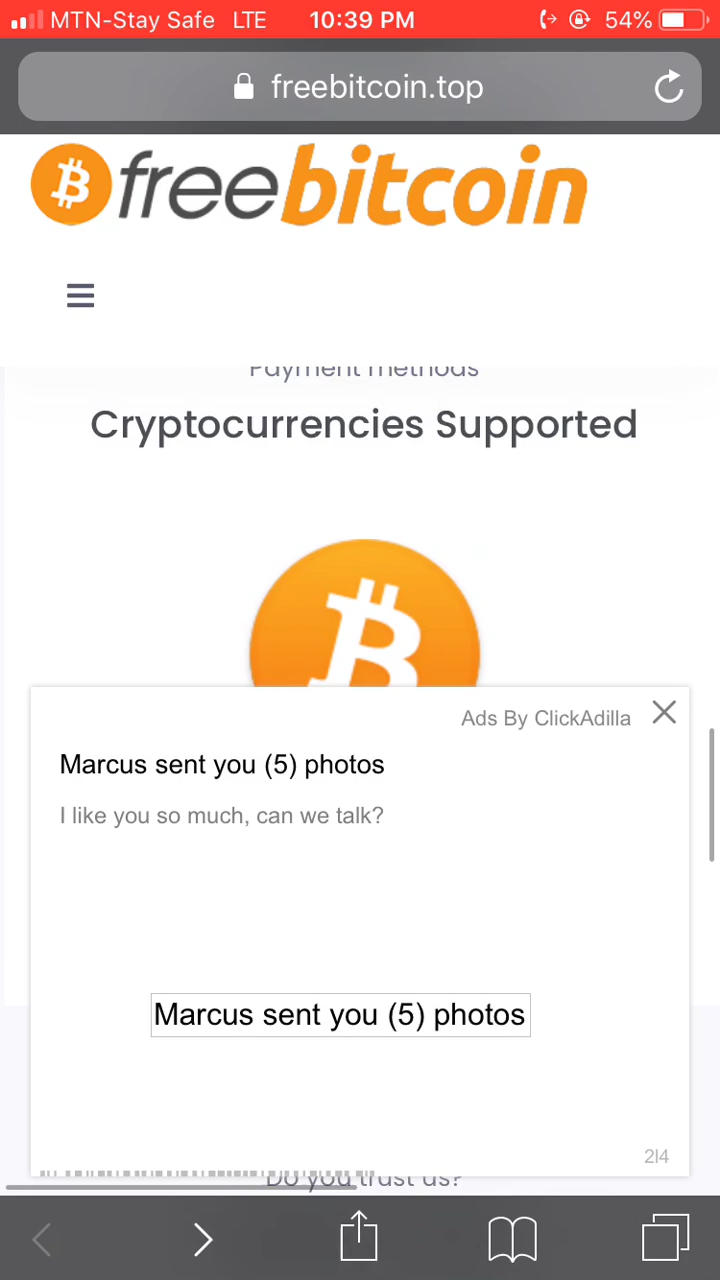 MTN-Stay Safe LTE 10:39 PM 54%
freebitcoin.top
freebitcoin
Payment methods
Cryptocurrencies Supported
Ads By ClickAdilla
Marcus sent you (5) photos
I like you so much, can we talk?
Marcus sent you (5) photos
2|4
Do you trust us?